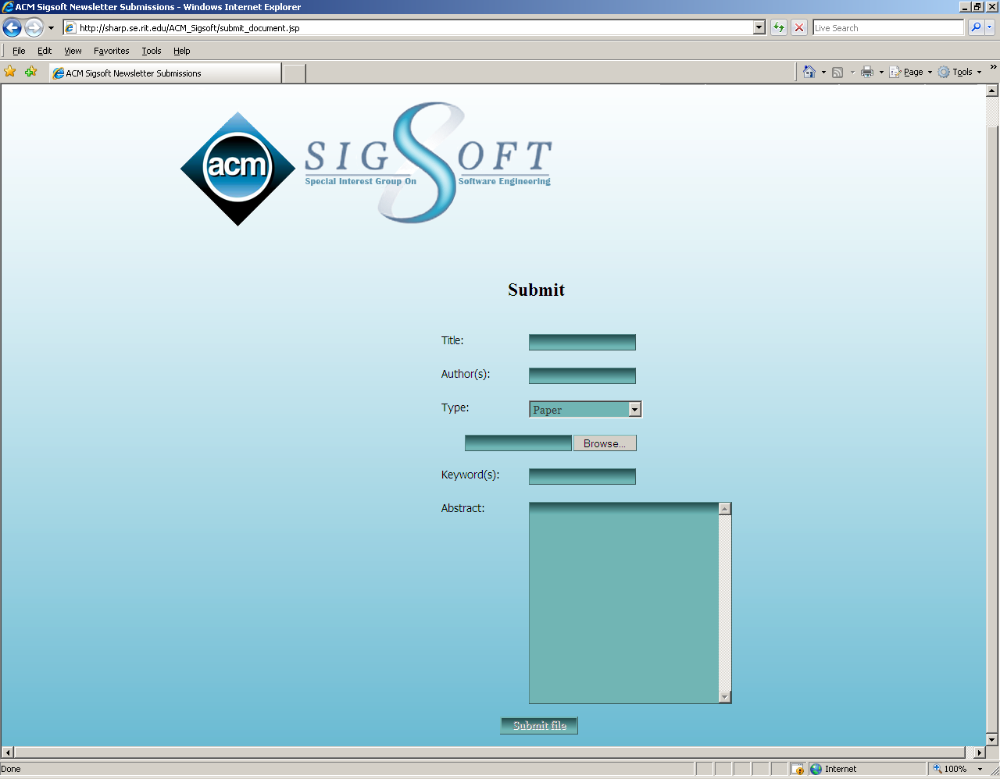 ACM Sigsoft Newsletter Submissions - Windows Internet Explorer
http://sharp.se.rit.edu/ACM_Sigsoft/submit_document.jsp
Live Search
File Edit View Favorites Tools Help
ACM Sigsoft Newsletter Submissions
Page Tools »
acm
SIGSOFT
Special Interest Group On Software Engineering
Submit
Title:
Author(s):
Type: Paper
Browse...
Keyword(s):
Abstract:
Submit file
Done Internet 100%